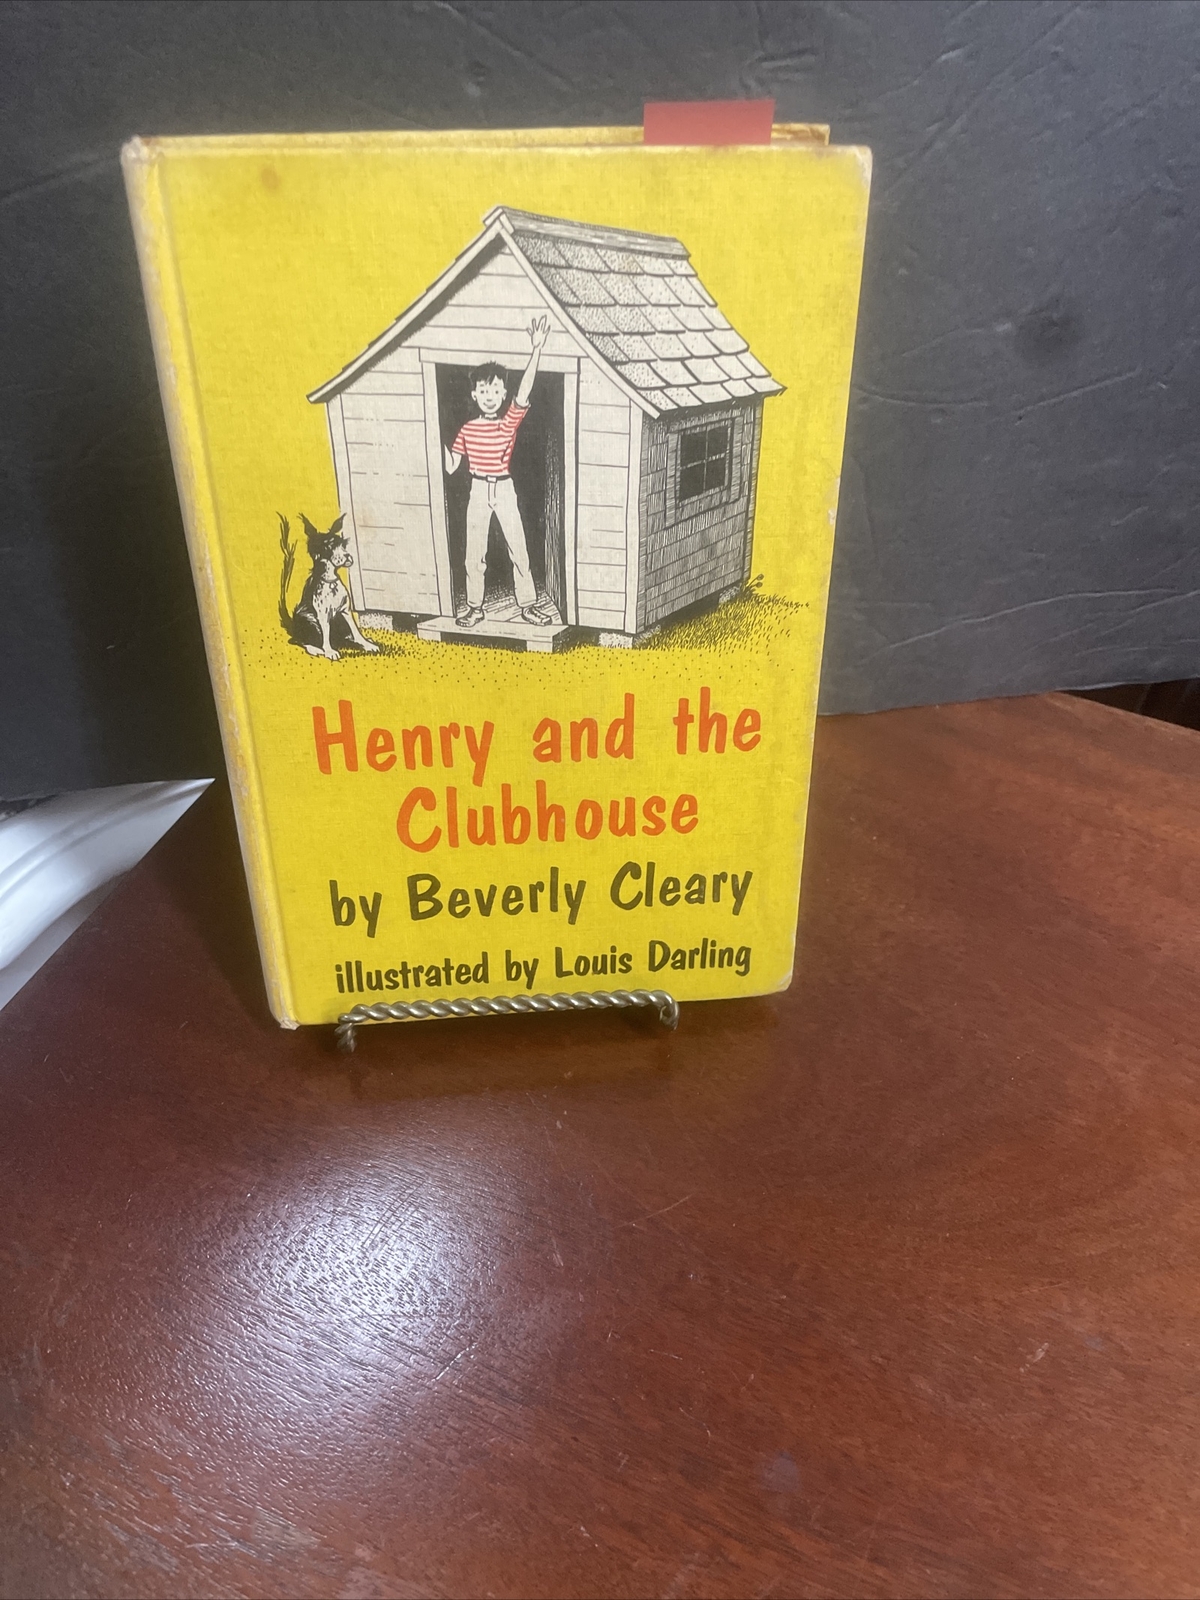 Henry and the
Clubhouse
by Beverly Cleary
illustrated by Louis Darling